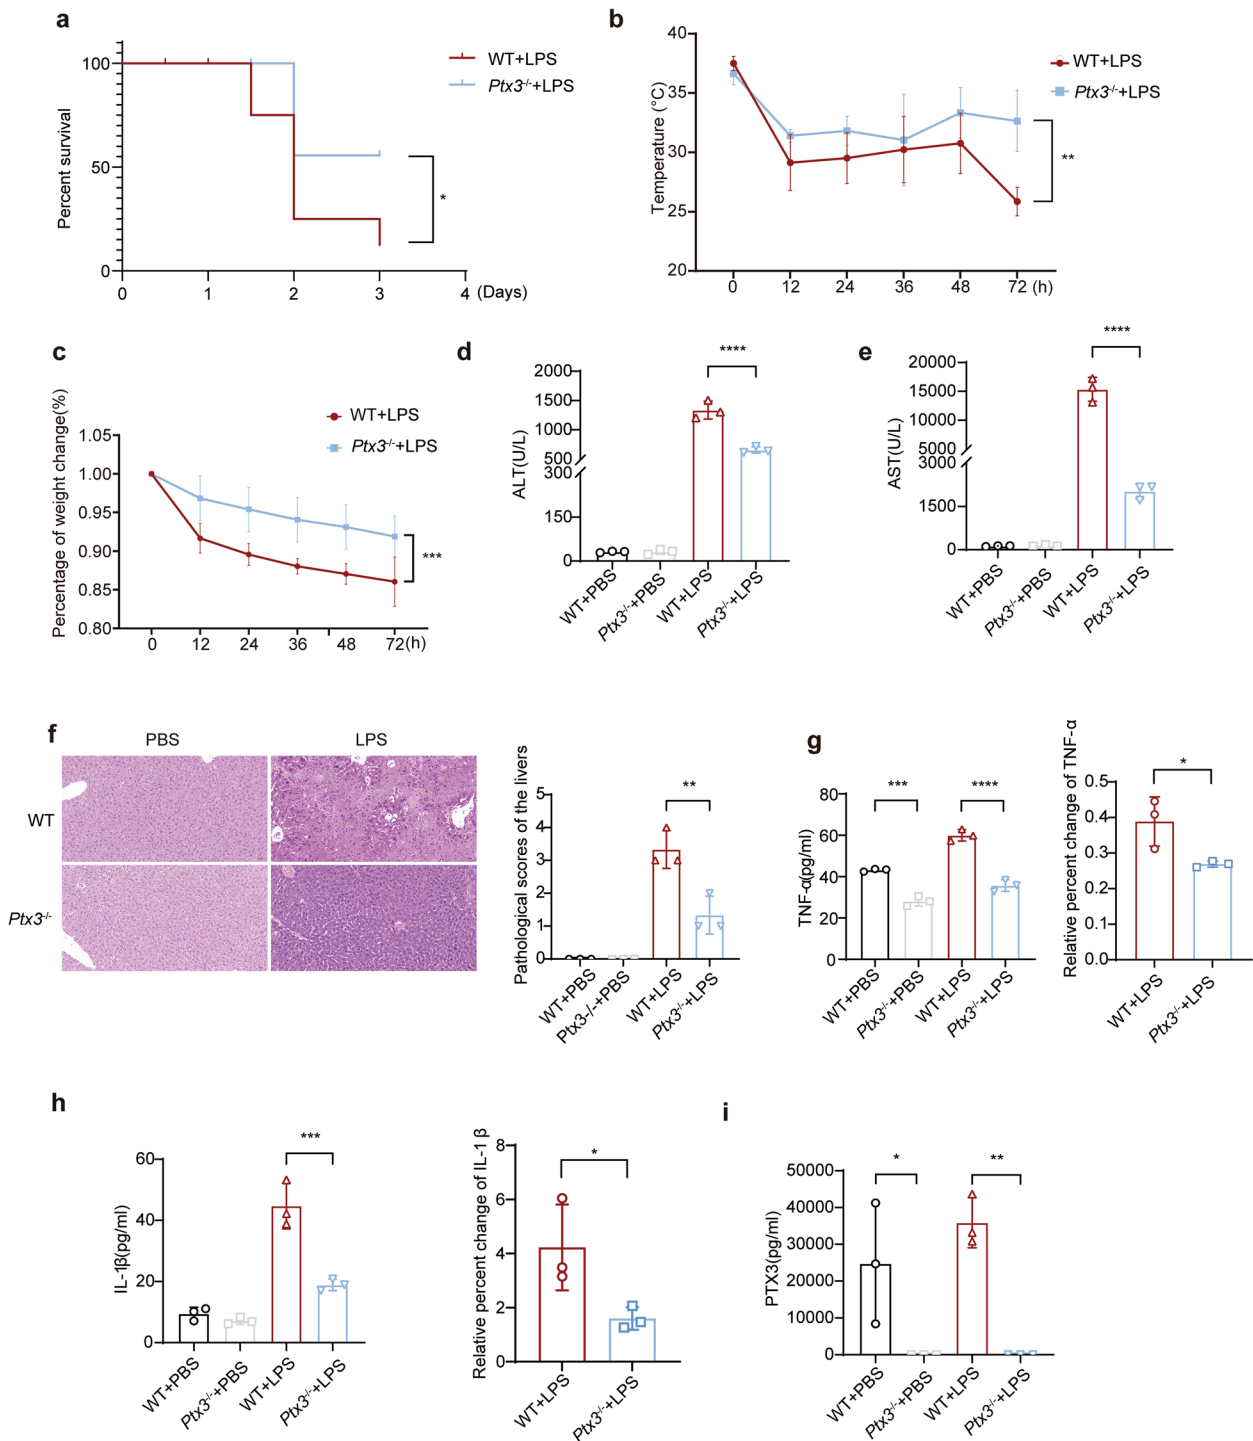 a
Percent survival
100
50
0
0 1 2 3 4 (Days)
WT+LPS
Ptx3-/-+LPS
*
b
Temperature (°C)
40
35
30
25
20
0 12 24 36 48 72 (h)
WT+LPS
Ptx3-/-+LPS
**
c
Percentage of weight change(%)
1.05
1.00
0.95
0.90
0.85
0.80
0 12 24 36 48 72(h)
WT+LPS
Ptx3-/-+LPS
***
d
ALT(U/L)
2000
1500
1000
500
300
150
0
****
WT+PBS
Ptx3-/-+PBS
WT+LPS
Ptx3-/-+LPS
e
AST(U/L)
20000
15000
10000
5000
3000
1500
0
****
WT+PBS
Ptx3-/-+PBS
WT+LPS
Ptx3-/-+LPS
f
PBS LPS
WT
Ptx3-/-
Pathological scores of the livers
5
4
3
2
1
0
**
WT+PBS
Ptx3-/-+PBS
WT+LPS
Ptx3-/-+LPS
g
TNF-α(pg/ml)
80
60
40
20
0
*** ****
WT+PBS
Ptx3-/-+PBS
WT+LPS
Ptx3-/-+LPS
Relative percent change of TNF-α
0.5
0.4
0.3
0.2
0.1
0.0
*
WT+LPS
Ptx3-/-+LPS
h
IL-1β(pg/ml)
60
40
20
0
***
WT+PBS
Ptx3-/-+PBS
WT+LPS
Ptx3-/-+LPS
Relative percent change of IL-1 β
8
6
4
2
0
*
WT+LPS
Ptx3-/-+LPS
i
PTX3(pg/ml)
50000
40000
30000
20000
10000
0
* **
WT+PBS
Ptx3-/-+PBS
WT+LPS
Ptx3-/-+LPS